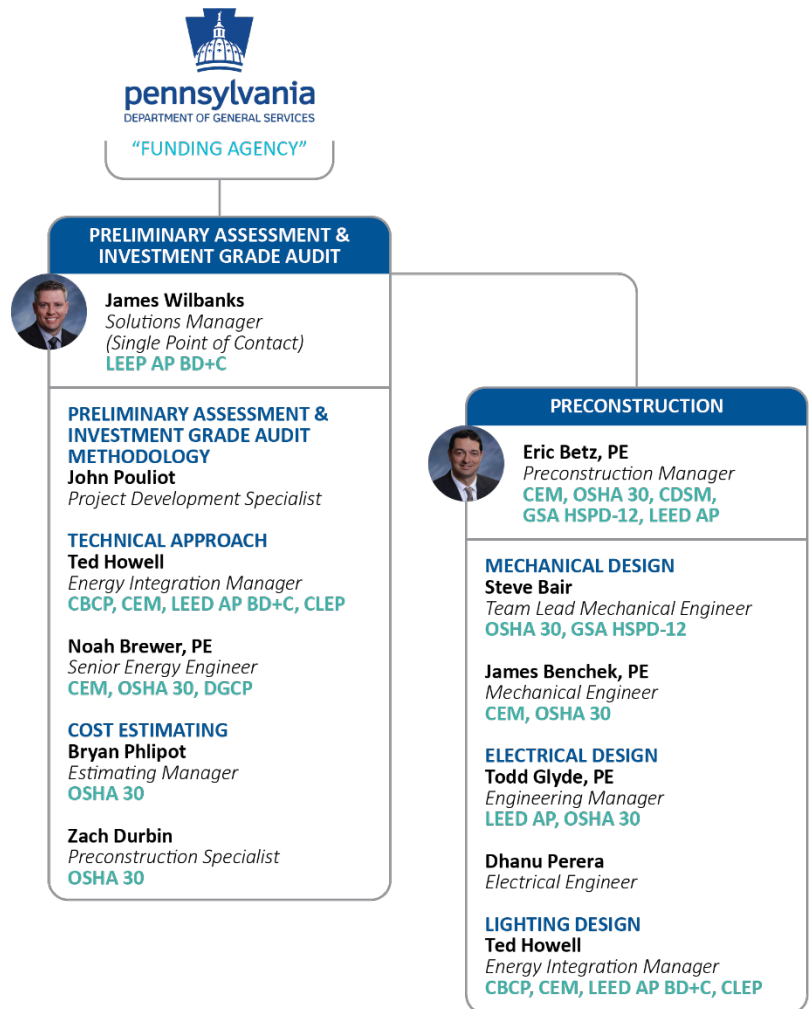 pennsylvania
DEPARTMENT OF GENERAL SERVICES
“FUNDING AGENCY”
PRELIMINARY ASSESSMENT &
INVESTMENT GRADE AUDIT
James Wilbanks
Solutions Manager
(Single Point of Contact)
LEEP AP BD+C
PRELIMINARY ASSESSMENT &
INVESTMENT GRADE AUDIT
METHODOLOGY
John Pouliot
Project Development Specialist
TECHNICAL APPROACH
Ted Howell
Energy Integration Manager
CBCP, CEM, LEED AP BD+C, CLEP
Noah Brewer, PE
Senior Energy Engineer
CEM, OSHA 30, DGCP
COST ESTIMATING
Bryan Phlipot
Estimating Manager
OSHA 30
Zach Durbin
Preconstruction Specialist
OSHA 30
PRECONSTRUCTION
Eric Betz, PE
Preconstruction Manager
CEM, OSHA 30, CDSM,
GSA HSPD-12, LEED AP
MECHANICAL DESIGN
Steve Bair
Team Lead Mechanical Engineer
OSHA 30, GSA HSPD-12
James Benchek, PE
Mechanical Engineer
CEM, OSHA 30
ELECTRICAL DESIGN
Todd Glyde, PE
Engineering Manager
LEED AP, OSHA 30
Dhanu Perera
Electrical Engineer
LIGHTING DESIGN
Ted Howell
Energy Integration Manager
CBCP, CEM, LEED AP BD+C, CLEP